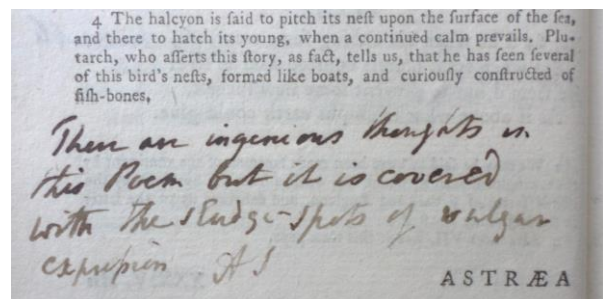 4 The halcyon is ſaid to pitch its neſt upon the ſurface of the ſea,
and there to hatch its young, when a continued calm prevails. Plu-
tarch, who aſſerts this ſtory, as fact, tells us, that he has ſeen ſeveral
of this bird's neſts, formed like boats, and curiouſly conſtructed of
fiſh-bones.
There are ingenious thoughts in
this Poem but it is covered
with the sludge-spots of vulgar
expression AS
ASTRÆA